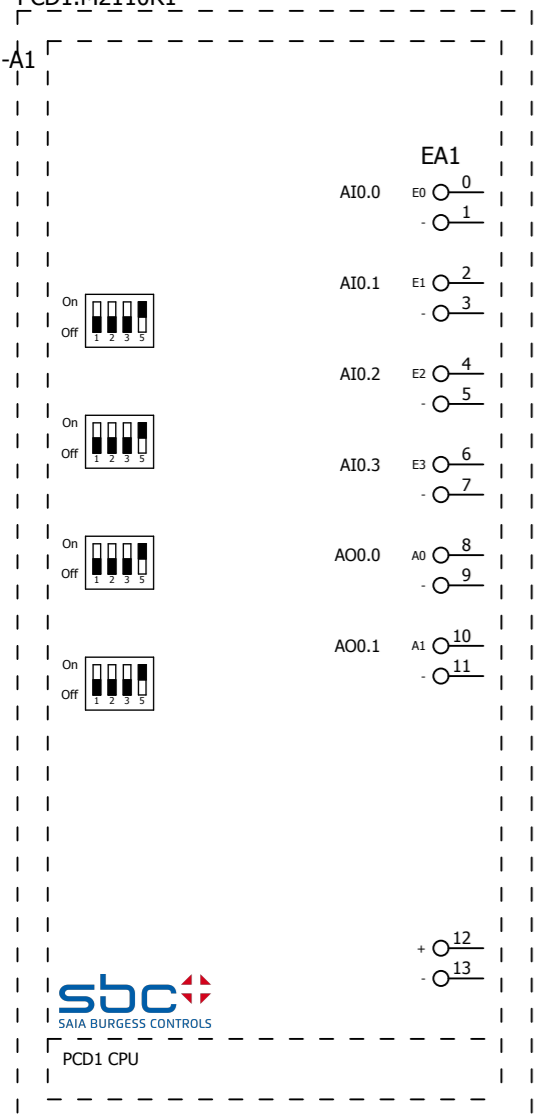 PCD1.M2110R1
-A1
EA1
AI0.0 E0 0
- 1
AI0.1 E1 2
- 3
On
Off
1 2 3 5
AI0.2 E2 4
- 5
On
Off
1 2 3 5
AI0.3 E3 6
- 7
On
Off
1 2 3 5
AO0.0 A0 8
- 9
AO0.1 A1 10
- 11
On
Off
1 2 3 5
+ 12
- 13
sbc
SAIA BURGESS CONTROLS
PCD1 CPU